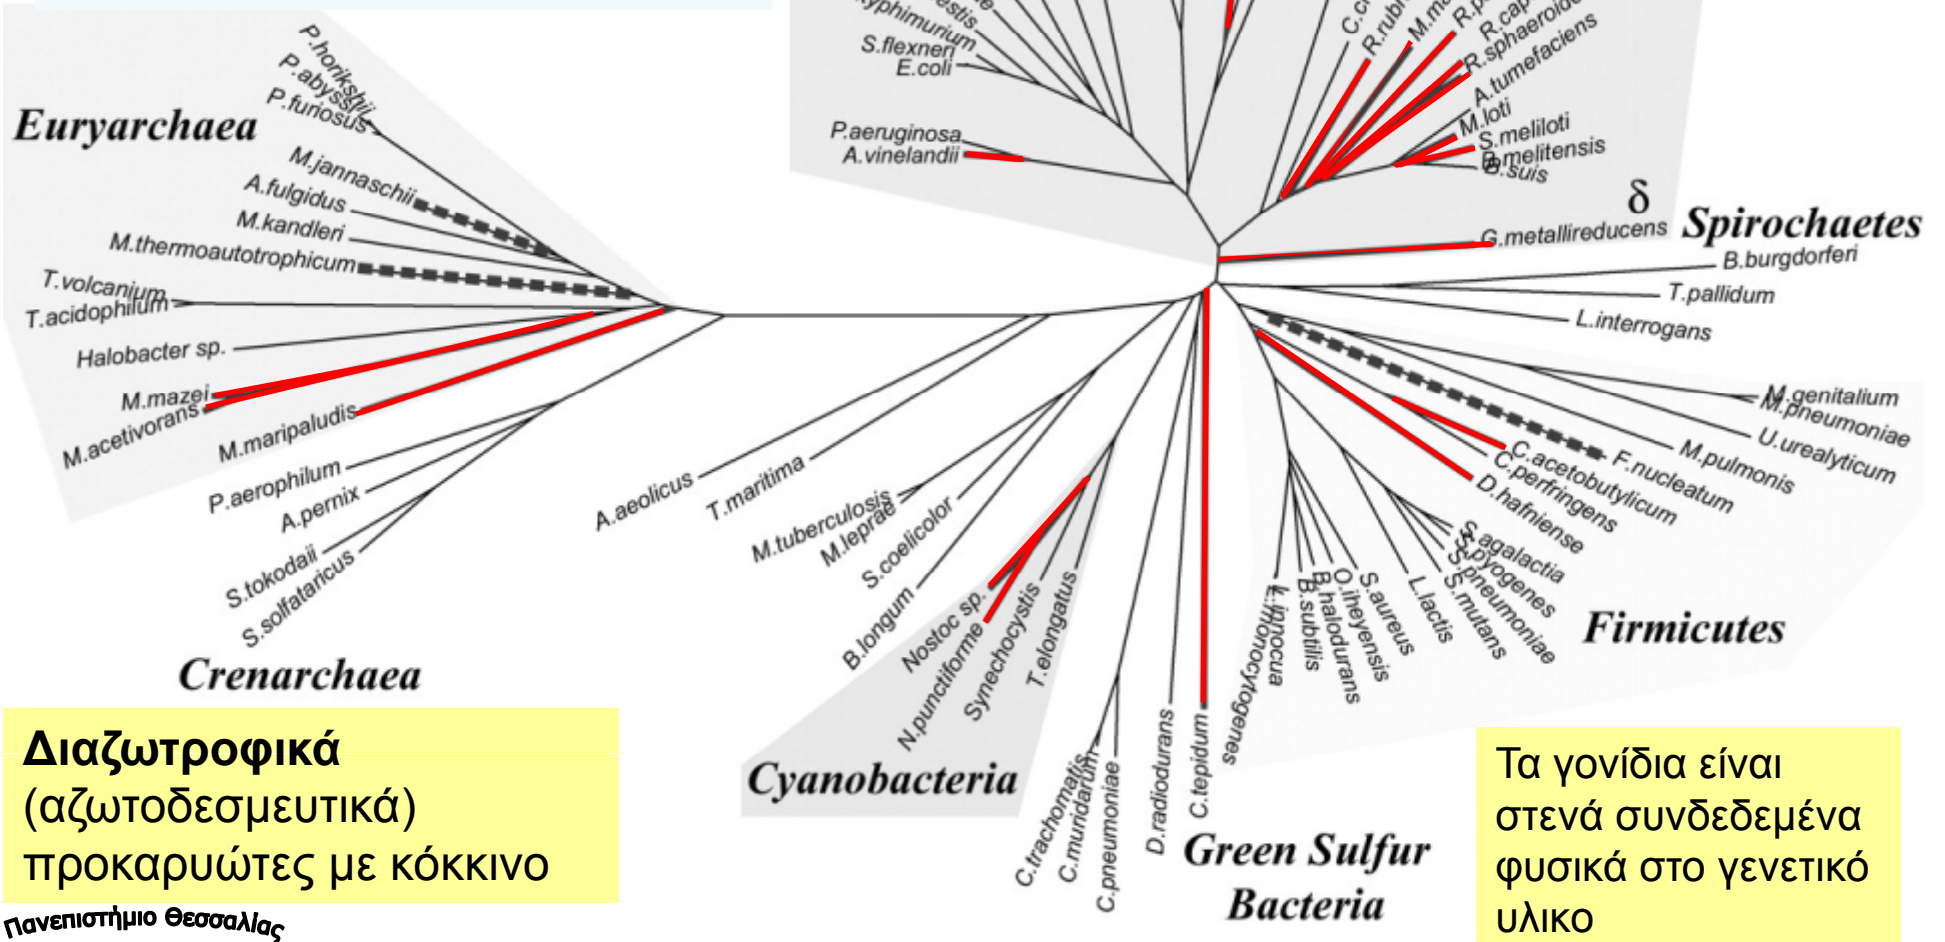 S.flexneri
E.coli
P.aeruginosa
A.vinelandii
A.tumefaciens
M.loti
S.meliloti
B.melitensis
B.suis
δ
G.metallireducens
Spirochaetes
B.burgdorferi
T.pallidum
L.interrogans
P.horikshii
P.abyssi
P.furiosus
Euryarchaea
M.jannaschii
A.fulgidus
M.kandleri
M.thermoautotrophicum
T.volcanium
T.acidophilum
Halobacter sp.
M.mazei
M.acetivorans
M.maripaludis
P.aerophilum
A.pernix
S.tokodaii
S.solfataricus
Crenarchaea
A.aeolicus
T.maritima
M.tuberculosis
M.leprae
S.coelicolor
B.longum
Nostoc sp.
N.punctiforme
Synechocystis
T.elongatus
Cyanobacteria
C.trachomatis
C.muridarum
C.pneumoniae
D.radiodurans
C.tepidum
Green Sulfur
Bacteria
L.monocytogenes
L.innocua
B.subtilis
B.halodurans
O.iheyensis
S.aureus
L.lactis
S.mutans
S.pneumoniae
S.pyogenes
S.agalactia
Firmicutes
D.hafniense
C.perfringens
C.acetobutylicum
F.nucleatum
M.pulmonis
U.urealyticum
M.pneumoniae
M.genitalium
Διαζωτροφικά
(αζωτοδεσμευτικά)
προκαρυώτες με κόκκινο
Πανεπιστήμιο Θεσσαλίας
Τα γονίδια είναι
στενά συνδεδεμένα
φυσικά στο γενετικό
υλικο